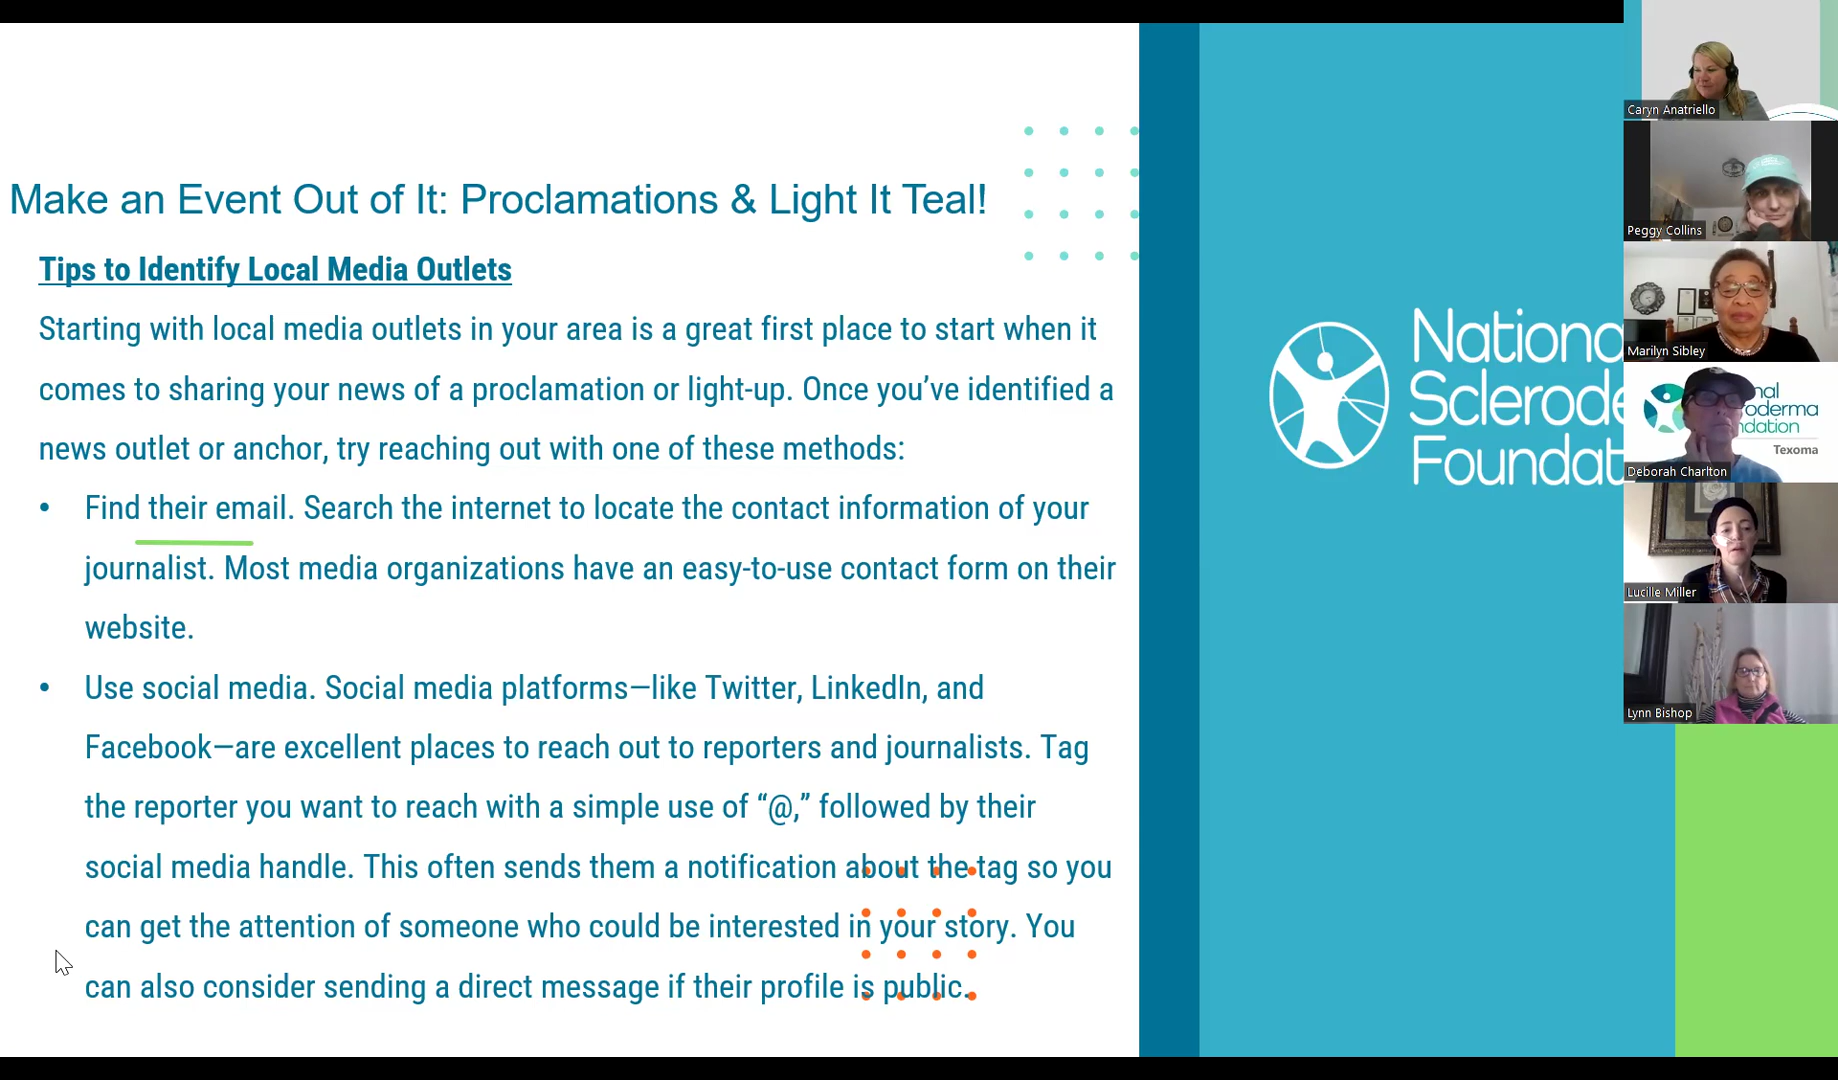 Make an Event Out of It: Proclamations & Light It Teal!
Tips to Identify Local Media Outlets
Starting with local media outlets in your area is a great first place to start when it
comes to sharing your news of a proclamation or light-up. Once you’ve identified a
news outlet or anchor, try reaching out with one of these methods:
• Find their email. Search the internet to locate the contact information of your
journalist. Most media organizations have an easy-to-use contact form on their
website.
• Use social media. Social media platforms—like Twitter, LinkedIn, and
Facebook—are excellent places to reach out to reporters and journalists. Tag
the reporter you want to reach with a simple use of “@,” followed by their
social media handle. This often sends them a notification about the tag so you
can get the attention of someone who could be interested in your story. You
can also consider sending a direct message if their profile is public.
Nationa
Sclerode
Foundat
Caryn Anatriello
Peggy Collins
Marilyn Sibley
nal
oderma
ndation
Texoma
Deborah Charlton
Lucille Miller
Lynn Bishop